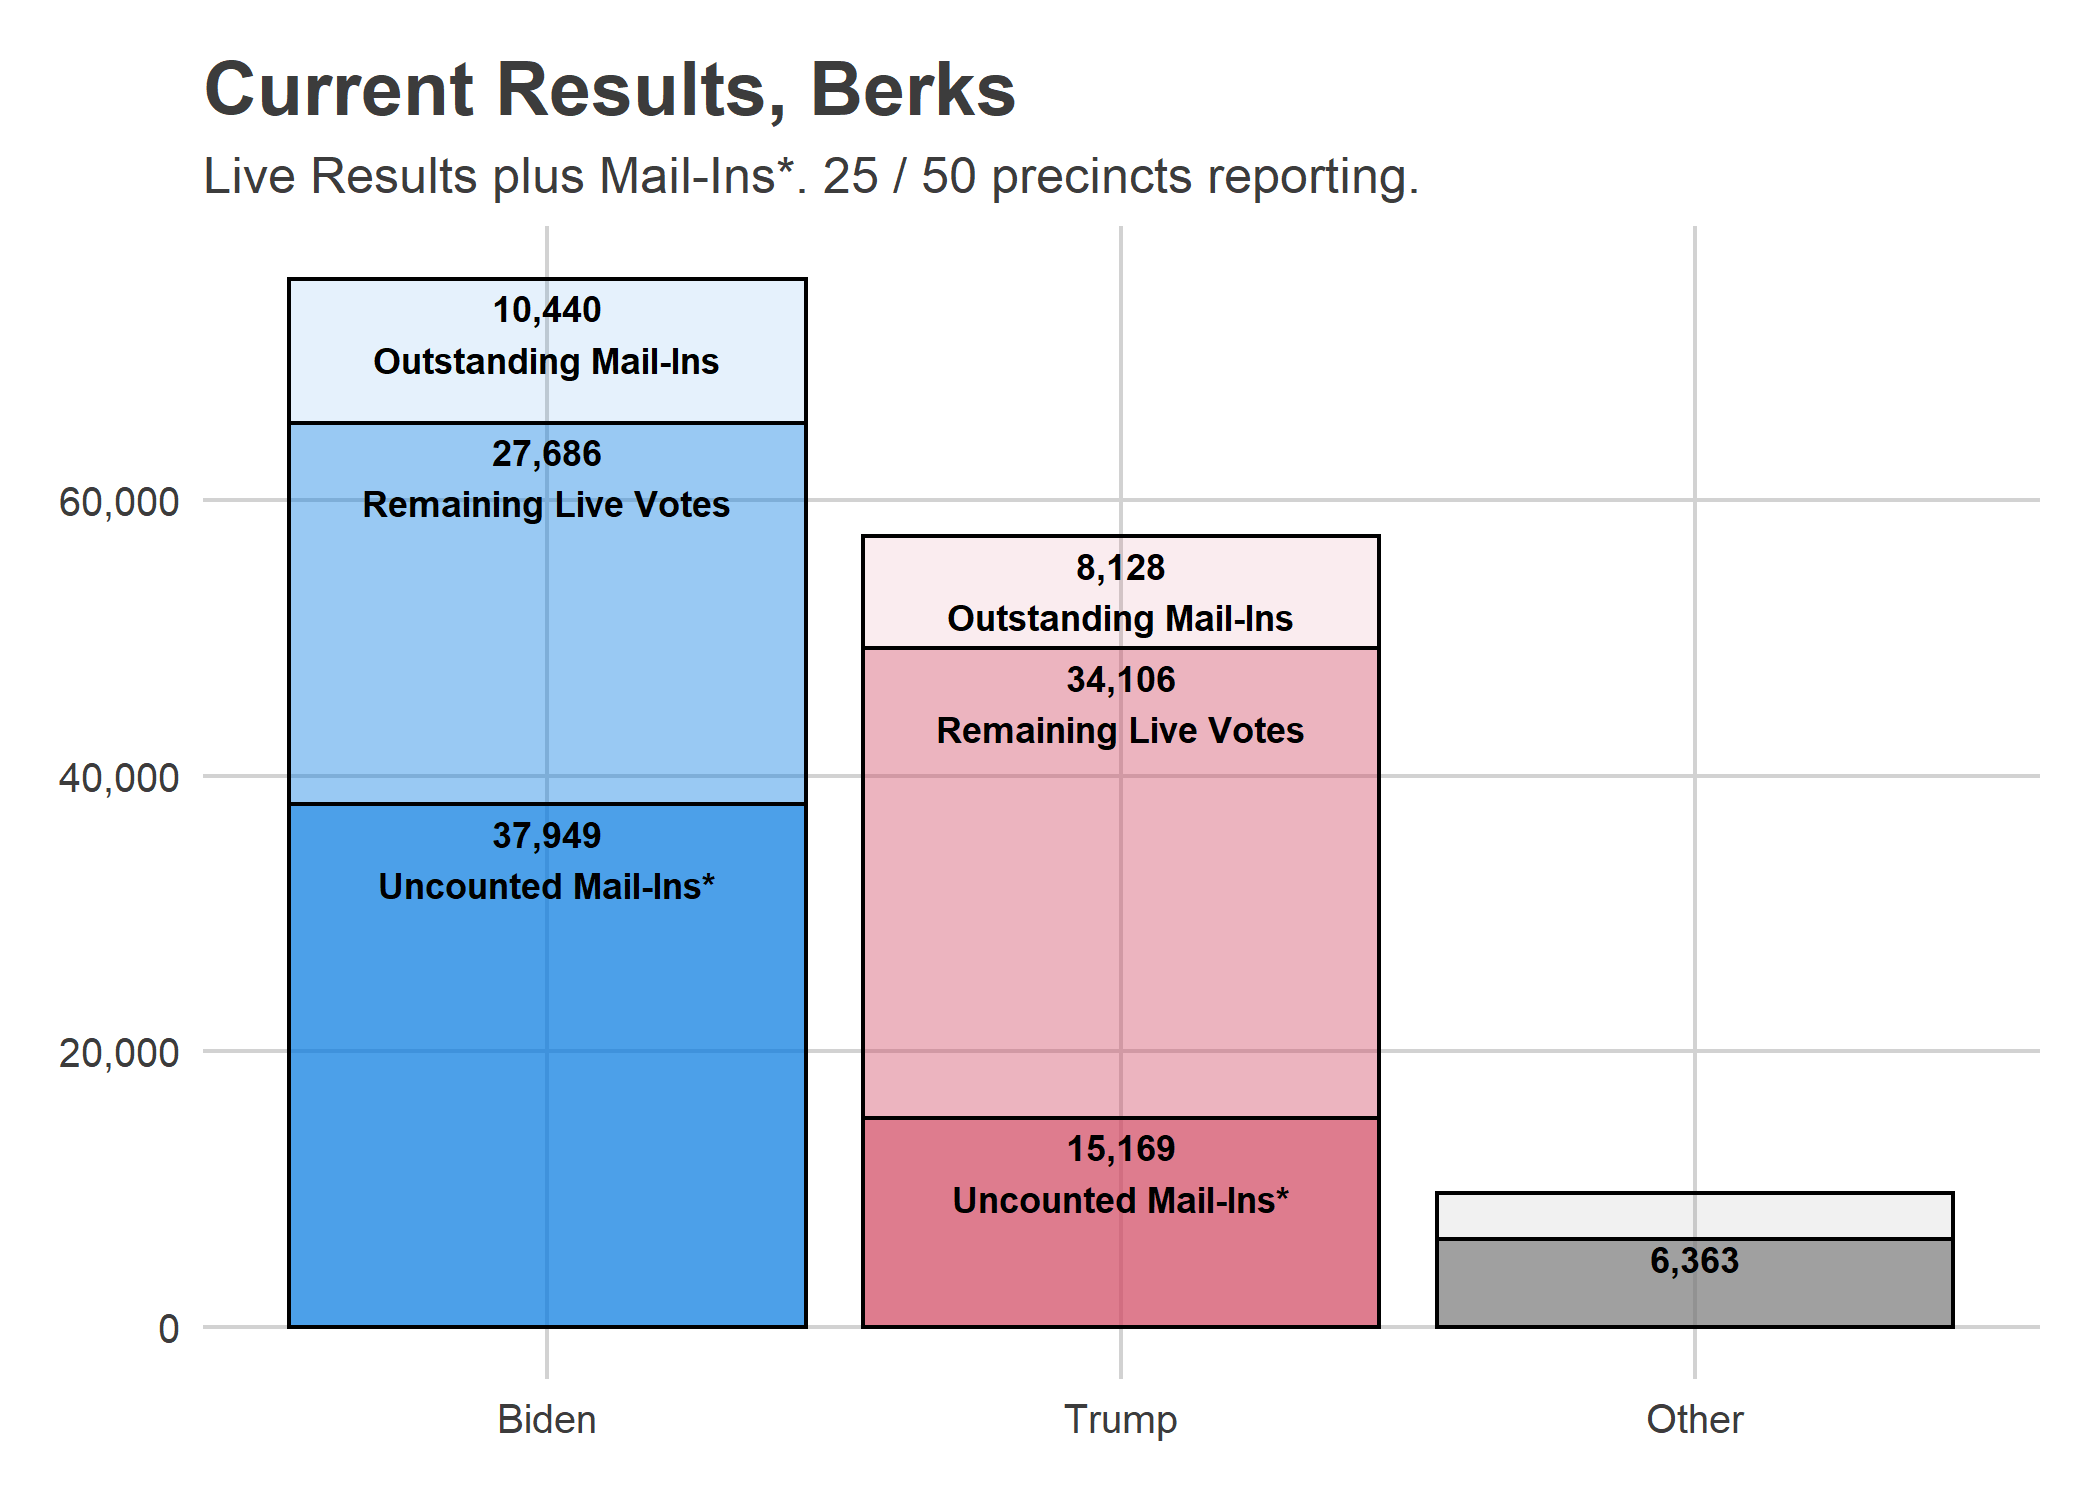 Current Results, Berks
Live Results plus Mail-Ins*. 25 / 50 precincts reporting.
10,440
Outstanding Mail-Ins
27,686
Remaining Live Votes
60,000
8,128
Outstanding Mail-Ins
34,106
Remaining Live Votes
40,000
37,949
Uncounted Mail-Ins*
20,000
15,169
Uncounted Mail-Ins*
6,363
0
Biden
Trump
Other